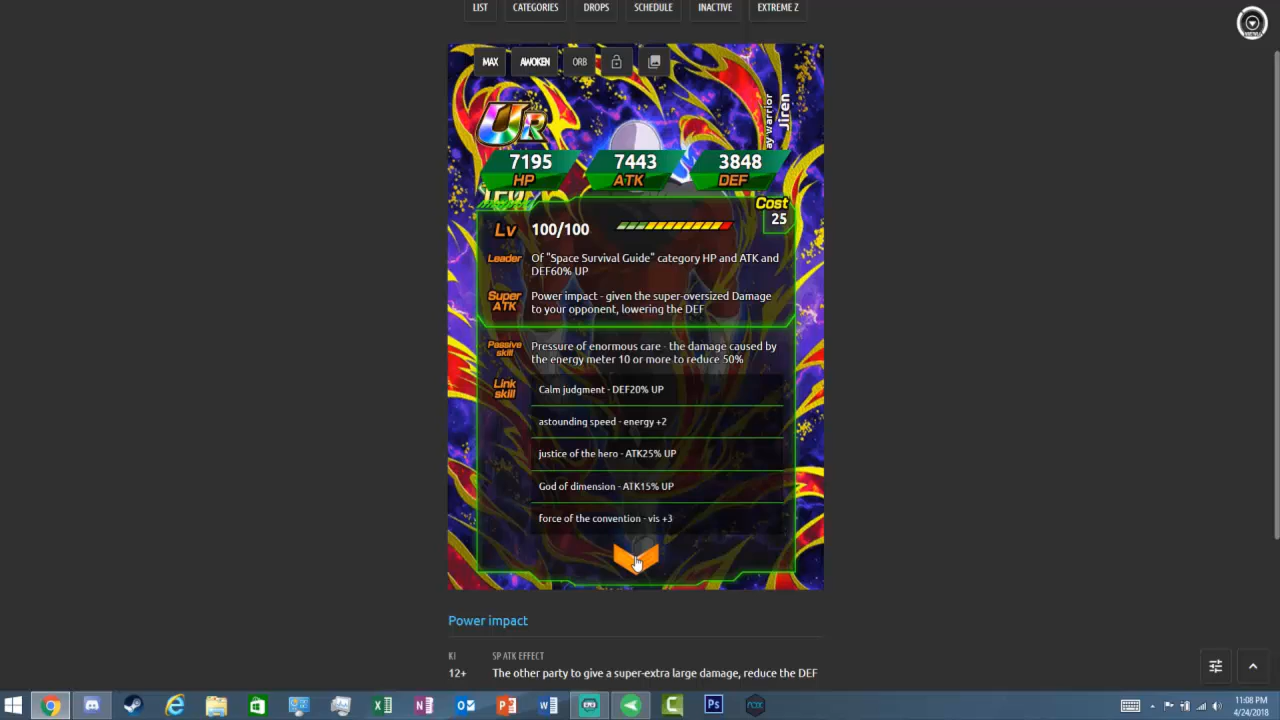 LIST CATEGORIES DROPS SCHEDULE INACTIVE EXTREME Z
MENU
MAX AWOKEN ORB
UR
ay warrior
Jiren
7195 7443 3848
HP ATK DEF
Cost
25
Lv 100/100
Leader Of "Space Survival Guide" category HP and ATK and
DEF60% UP
Super
ATK
Power impact - given the super-oversized Damage
to your opponent, lowering the DEF
Passive
skill
Pressure of enormous care - the damage caused by
the energy meter 10 or more to reduce 50%
Link
skill
Calm judgment - DEF20% UP
astounding speed - energy +2
justice of the hero - ATK25% UP
God of dimension - ATK15% UP
force of the convention - vis +3
Power impact
KI SP ATK EFFECT
12+ The other party to give a super-extra large damage, reduce the DEF
Ps
NOX
11:08 PM
4/24/2018